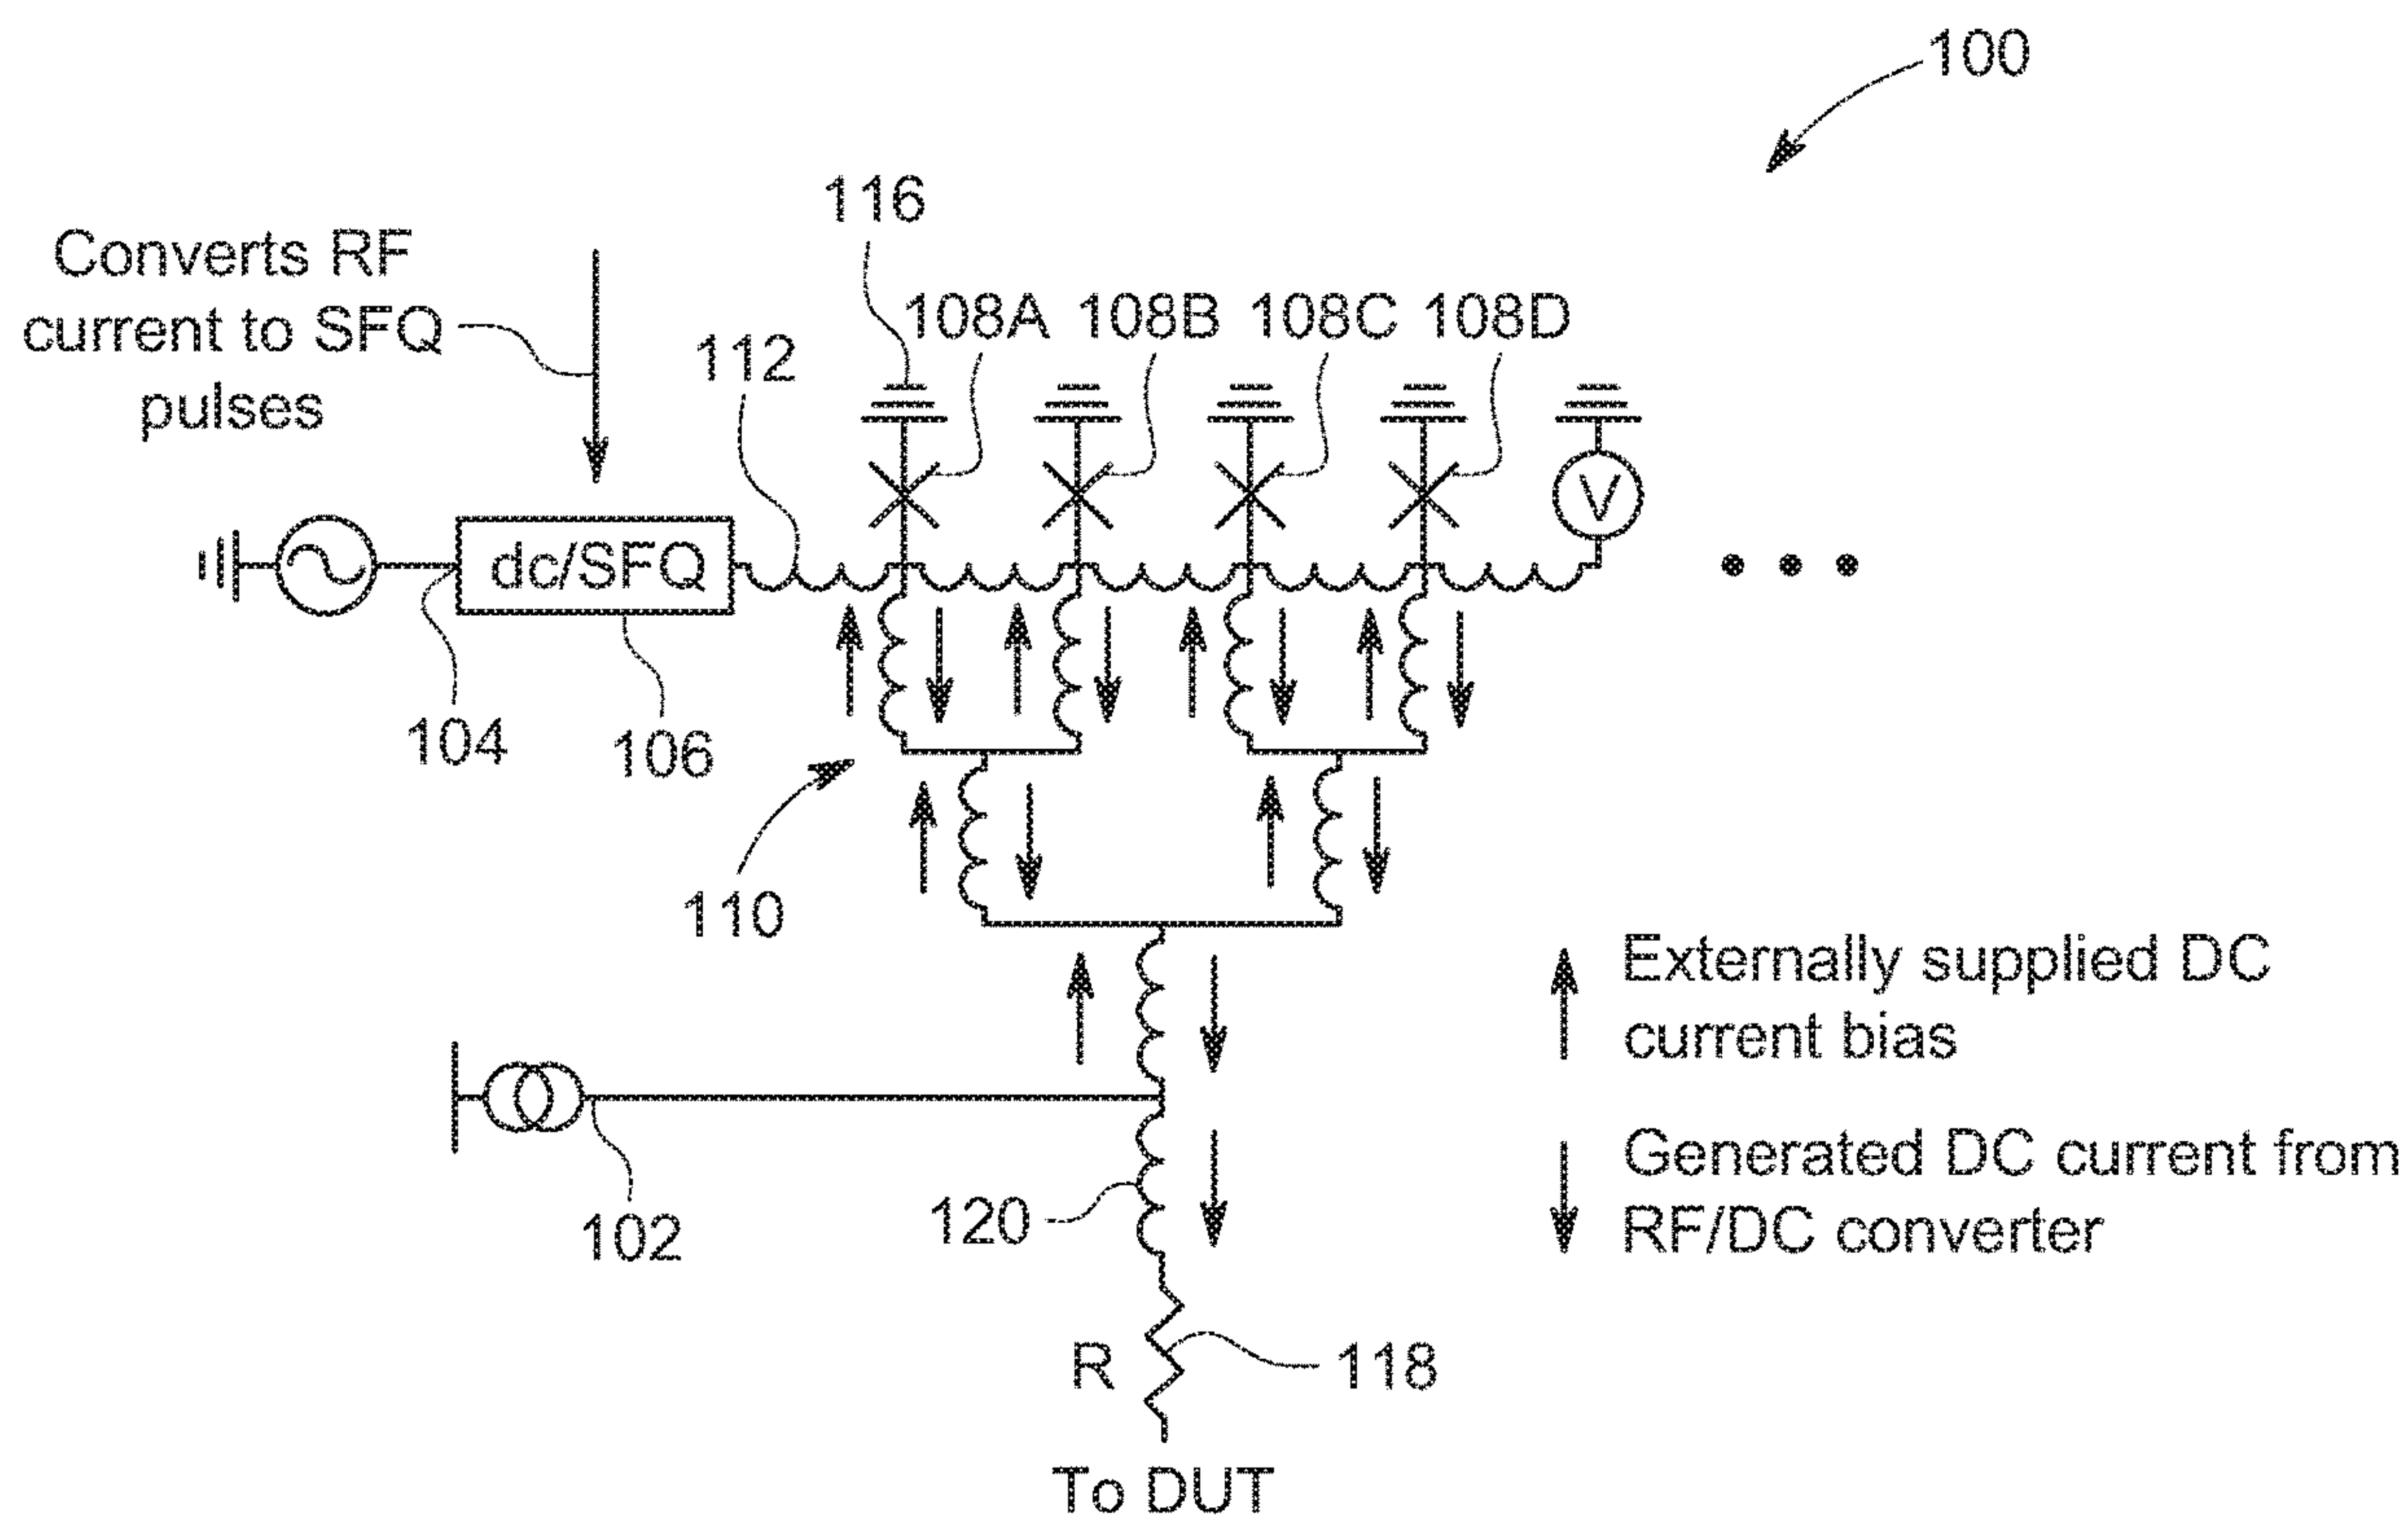 100
116
Converts RF
current to SFQ
pulses
112
108A 108B 108C 108D
V
dc/SFQ
104
106
110
Externally supplied DC
current bias
102
120
Generated DC current from
RF/DC converter
R
118
To DUT